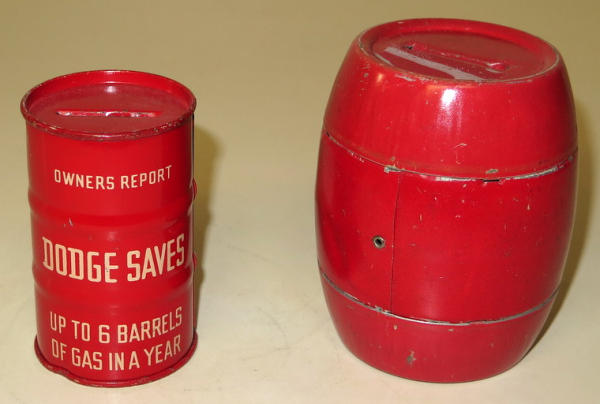 OWNERS REPORT
DODGE SAVES
UP TO 6 BARRELS
OF GAS IN A YEAR